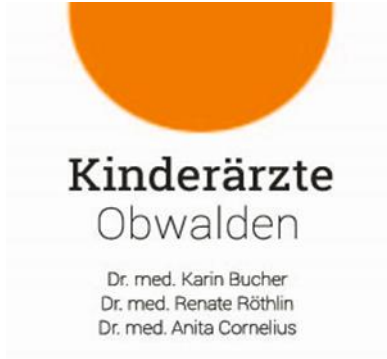 Kinderärzte
Obwalden
Dr. med. Karin Bucher
Dr. med. Renate Röthlin
Dr. med. Anita Cornelius